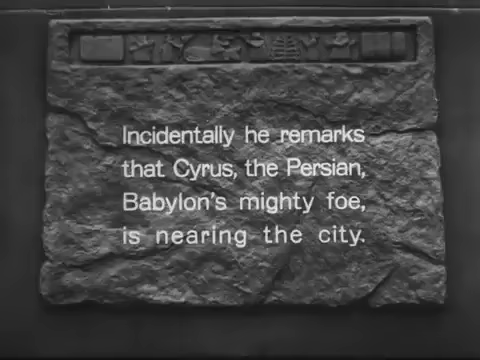 Incidentally he remarks
that Cyrus, the Persian,
Babylon's mighty foe,
is nearing the city.